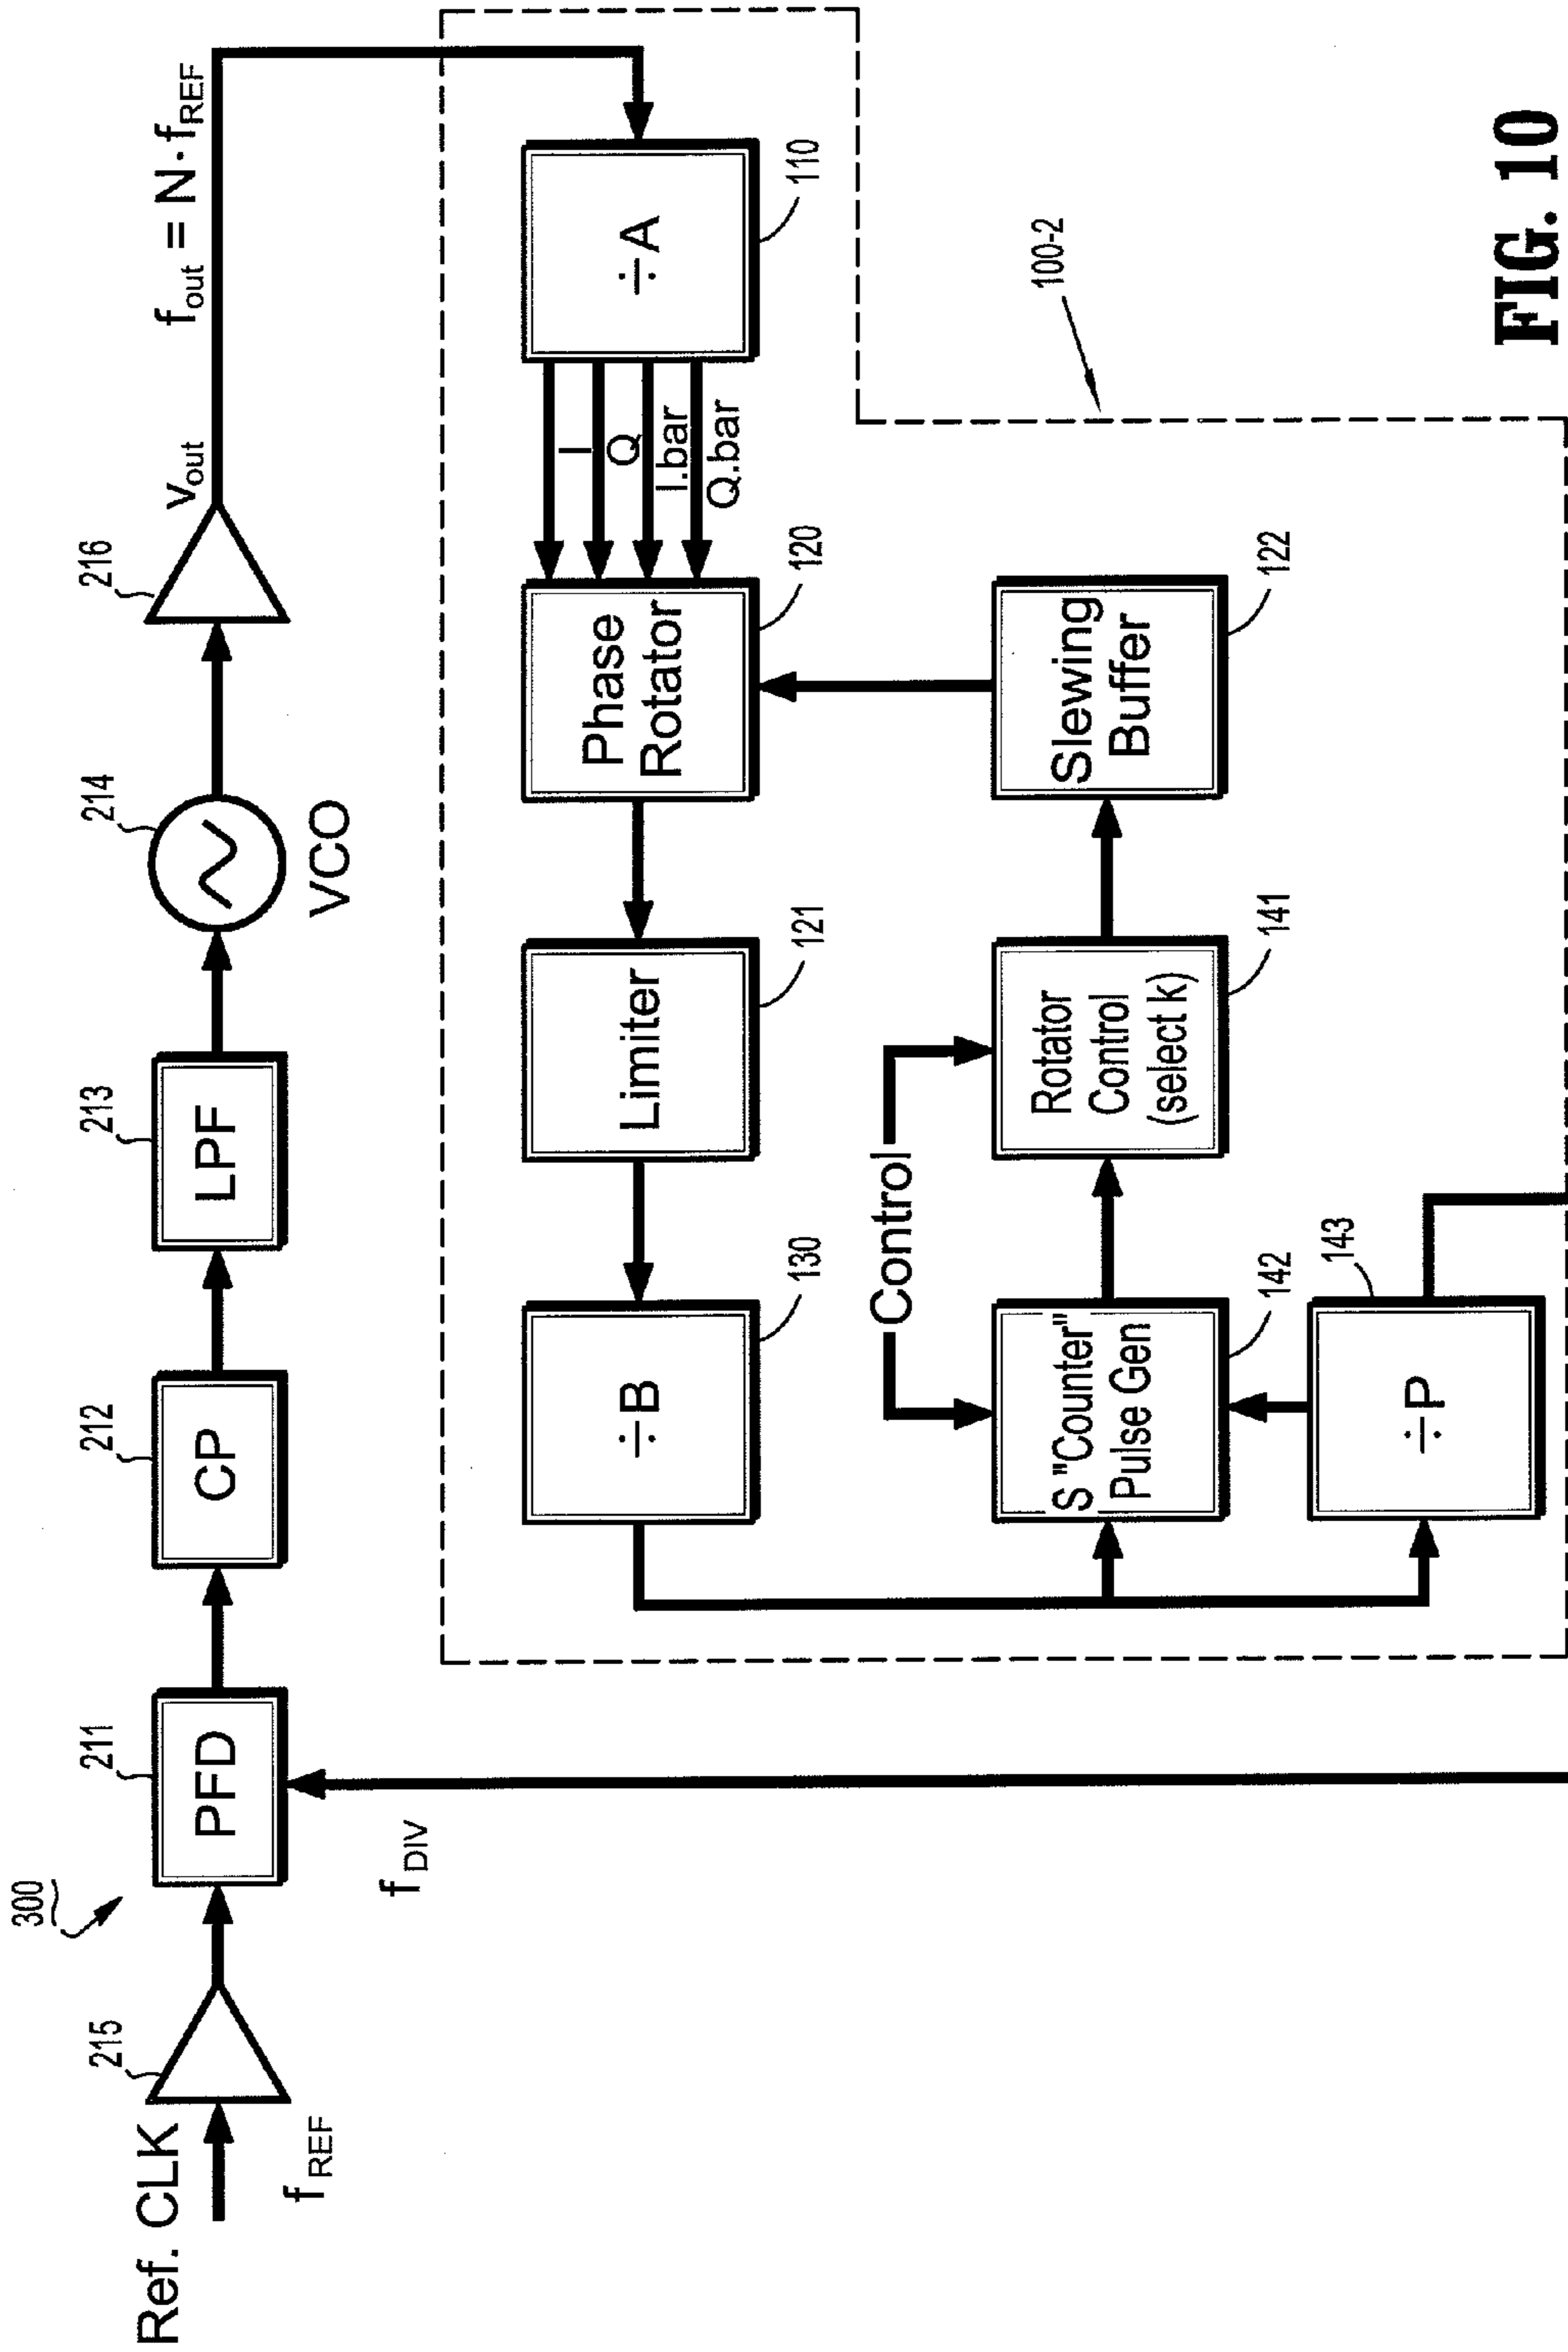 300
Ref. CLK
f REF
215
211
PFD
f DIV
212
CP
213
LPF
214
VCO
216
Vout
fout = N·fREF
÷A
110
I
Q
I.bar
Q.bar
Phase
Rotator
120
Limiter
121
÷B
130
Control
Slewing
Buffer
122
Rotator
Control
(select k)
141
S "Counter"
Pulse Gen
142
÷P
143
100-2
FIG. 10